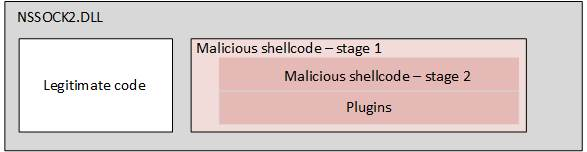 NSSOCK2.DLL
Legitimate code
Malicious shellcode – stage 1
Malicious shellcode – stage 2
Plugins